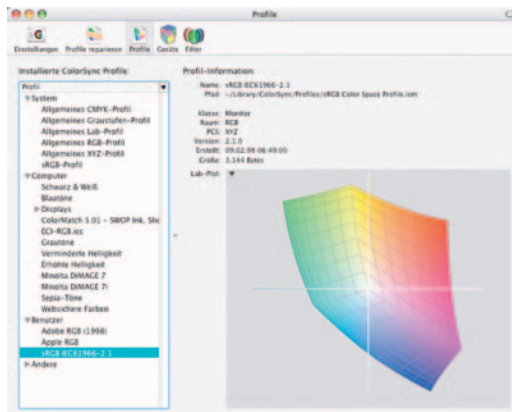 Profile
Einstellungen Profile reparieren Profile Geräte Filter
Installierte ColorSync Profile
Profil
System
Allgemeines CMYK-Profil
Allgemeines Graustufen-Profil
Allgemeines Lab-Profil
Allgemeines RGB-Profil
Allgemeines XYZ-Profil
sRGB-Profil
Computer
Schwarz & Weiß
Blautöne
Displays
ColorMatch 3.01 - SWOP Ink, Sho
ECI-RGB.icc
Grautöne
Verminderte Helligkeit
Erhöhte Helligkeit
Minolta DiMAGE 7
Minolta DiMAGE 7i
Sepia-Töne
Websichere Farben
Benutzer
Adobe RGB (1998)
Apple RGB
sRGB IEC61966-2.1
Andere
Profil-Information:
Name: sRGB IEC61966-2.1
Pfad: ~/Library/ColorSync/Profiles/sRGB Color Space Profile.icm
Klasse: Monitor
Raum: RGB
PCS: XYZ
Version: 2.1.0
Erstellt: 09.02.98 06:49:00
Größe: 3.144 Bytes
Lab-Plot: